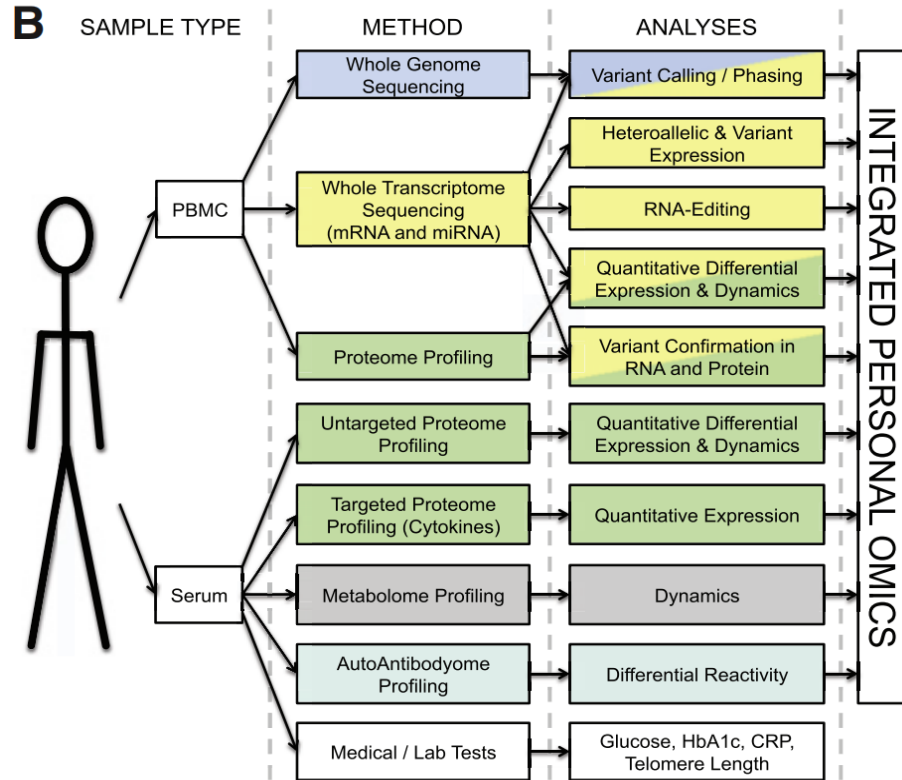 B
SAMPLE TYPE
METHOD
ANALYSES
Whole Genome
Sequencing
Variant Calling / Phasing
Heteroallelic & Variant
Expression
PBMC
Whole Transcriptome
Sequencing
(mRNA and miRNA)
RNA-Editing
Quantitative Differential
Expression & Dynamics
Proteome Profiling
Variant Confirmation in
RNA and Protein
Untargeted Proteome
Profiling
Quantitative Differential
Expression & Dynamics
Targeted Proteome
Profiling (Cytokines)
Quantitative Expression
Serum
Metabolome Profiling
Dynamics
AutoAntibodyome
Profiling
Differential Reactivity
Medical / Lab Tests
Glucose, HbA1c, CRP,
Telomere Length
INTEGRATED PERSONAL OMICS